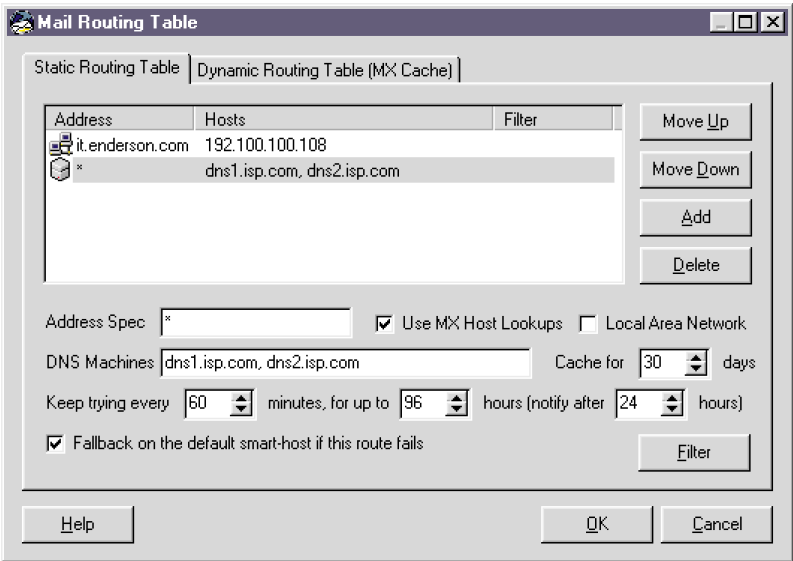 Mail Routing Table
Static Routing Table Dynamic Routing Table (MX Cache)
Address Hosts Filter
it.enderson.com 192.100.100.108
* dns1.isp.com, dns2.isp.com
Move Up
Move Down
Add
Delete
Address Spec * Use MX Host Lookups Local Area Network
DNS Machines dns1.isp.com, dns2.isp.com Cache for 30 days
Keep trying every 60 minutes, for up to 96 hours (notify after 24 hours)
Fallback on the default smart-host if this route fails
Filter
Help OK Cancel